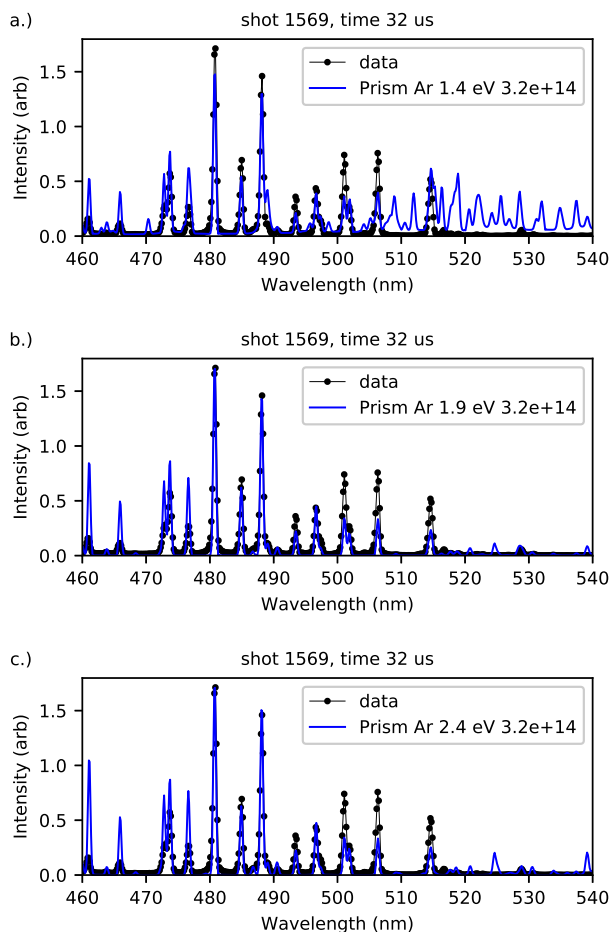 a.)
shot 1569, time 32 us
Intensity (arb)
1.5
1.0
0.5
0.0
data
Prism Ar 1.4 eV 3.2e+14
460 470 480 490 500 510 520 530 540
Wavelength (nm)
b.)
shot 1569, time 32 us
Intensity (arb)
1.5
1.0
0.5
0.0
data
Prism Ar 1.9 eV 3.2e+14
460 470 480 490 500 510 520 530 540
Wavelength (nm)
c.)
shot 1569, time 32 us
Intensity (arb)
1.5
1.0
0.5
0.0
data
Prism Ar 2.4 eV 3.2e+14
460 470 480 490 500 510 520 530 540
Wavelength (nm)